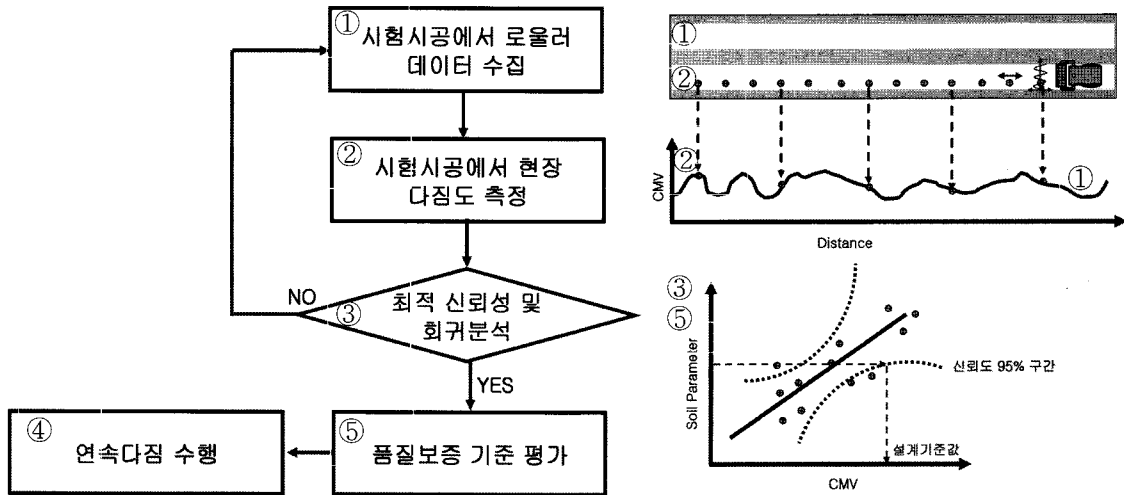 ①
시험시공에서 로울러
데이터 수집
②
시험시공에서 현장
다짐도 측정
NO
③
최적 신뢰성 및
회귀분석
YES
④
연속다짐 수행
⑤
품질보증 기준 평가
①
②
②
CMV
①
Distance
③
⑤
Soil Parameter
신뢰도 95% 구간
설계기준값
CMV